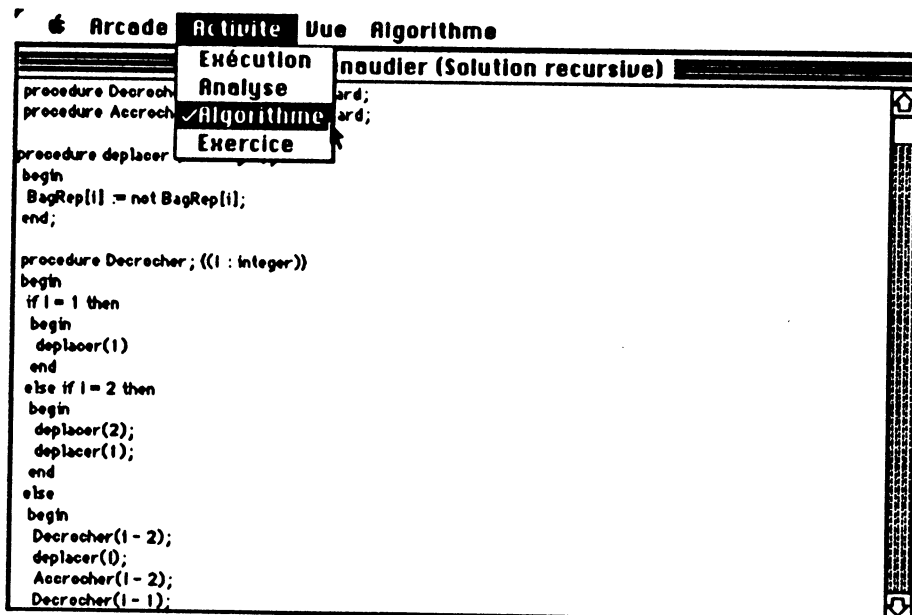 Arcade Activite Vue Algorithme
Exécution
Analyse
✓Algorithme
Exercice
naudier (Solution recursive)
procedure Decroch ard;
procedure Accroch ard;
procedure deplacer
begin
BagRep[i] := not BagRep[i];
end;
procedure Decrocher; {(i : integer)}
begin
if i = 1 then
begin
deplacer(1)
end
else if i = 2 then
begin
deplacer(2);
deplacer(1);
end
else
begin
Decrocher(i - 2);
deplacer(i);
Accrocher(i - 2);
Decrocher(i - 1);